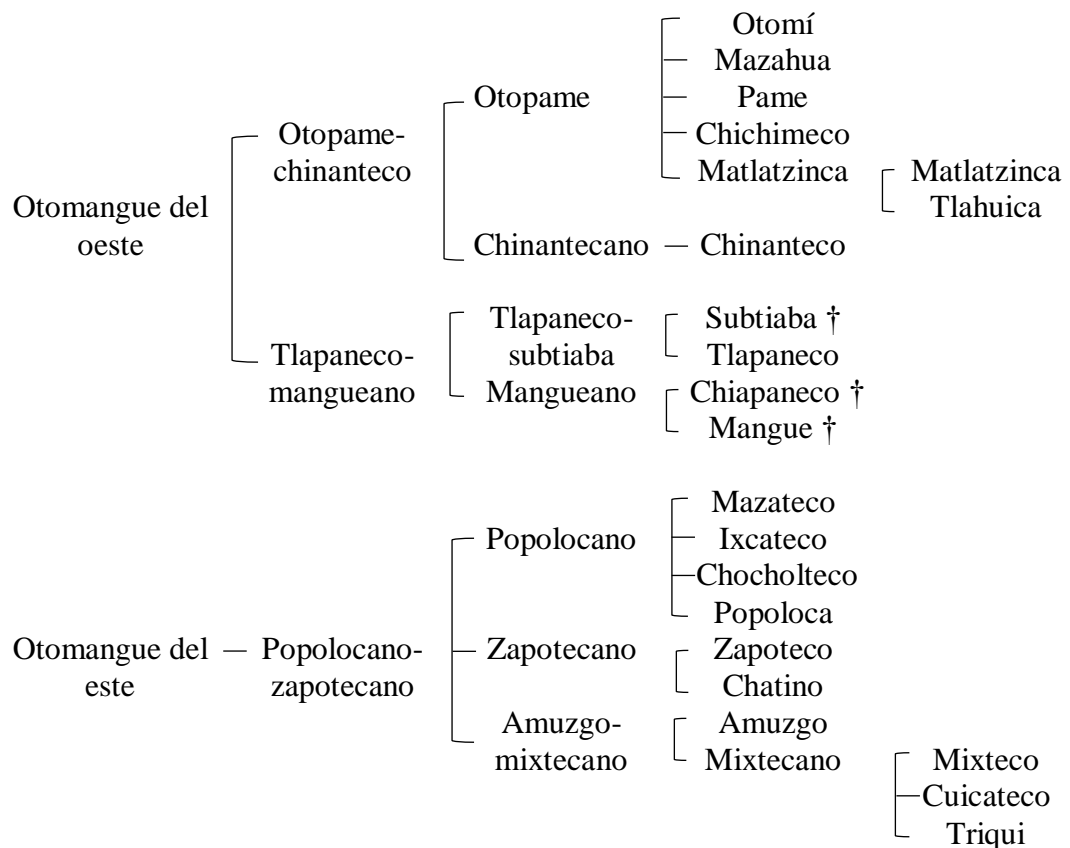 Otomí
Mazahua
Otopame
Pame
Otopame-
chinanteco
Chichimeco
Matlatzinca
Matlatzinca
Tlahuica
Otomangue del
oeste
Chinantecano
Chinanteco
Tlapaneco-
subtiaba
Subtiaba †
Tlapaneco-
mangueano
Tlapaneco
Mangueano
Chiapaneco †
Mangue †
Mazateco
Popolocano
Ixcateco
Chocholteco
Popoloca
Otomangue del
este
Popolocano-
zapotecano
Zapotecano
Zapoteco
Chatino
Amuzgo-
mixtecano
Amuzgo
Mixtecano
Mixteco
Cuicateco
Triqui